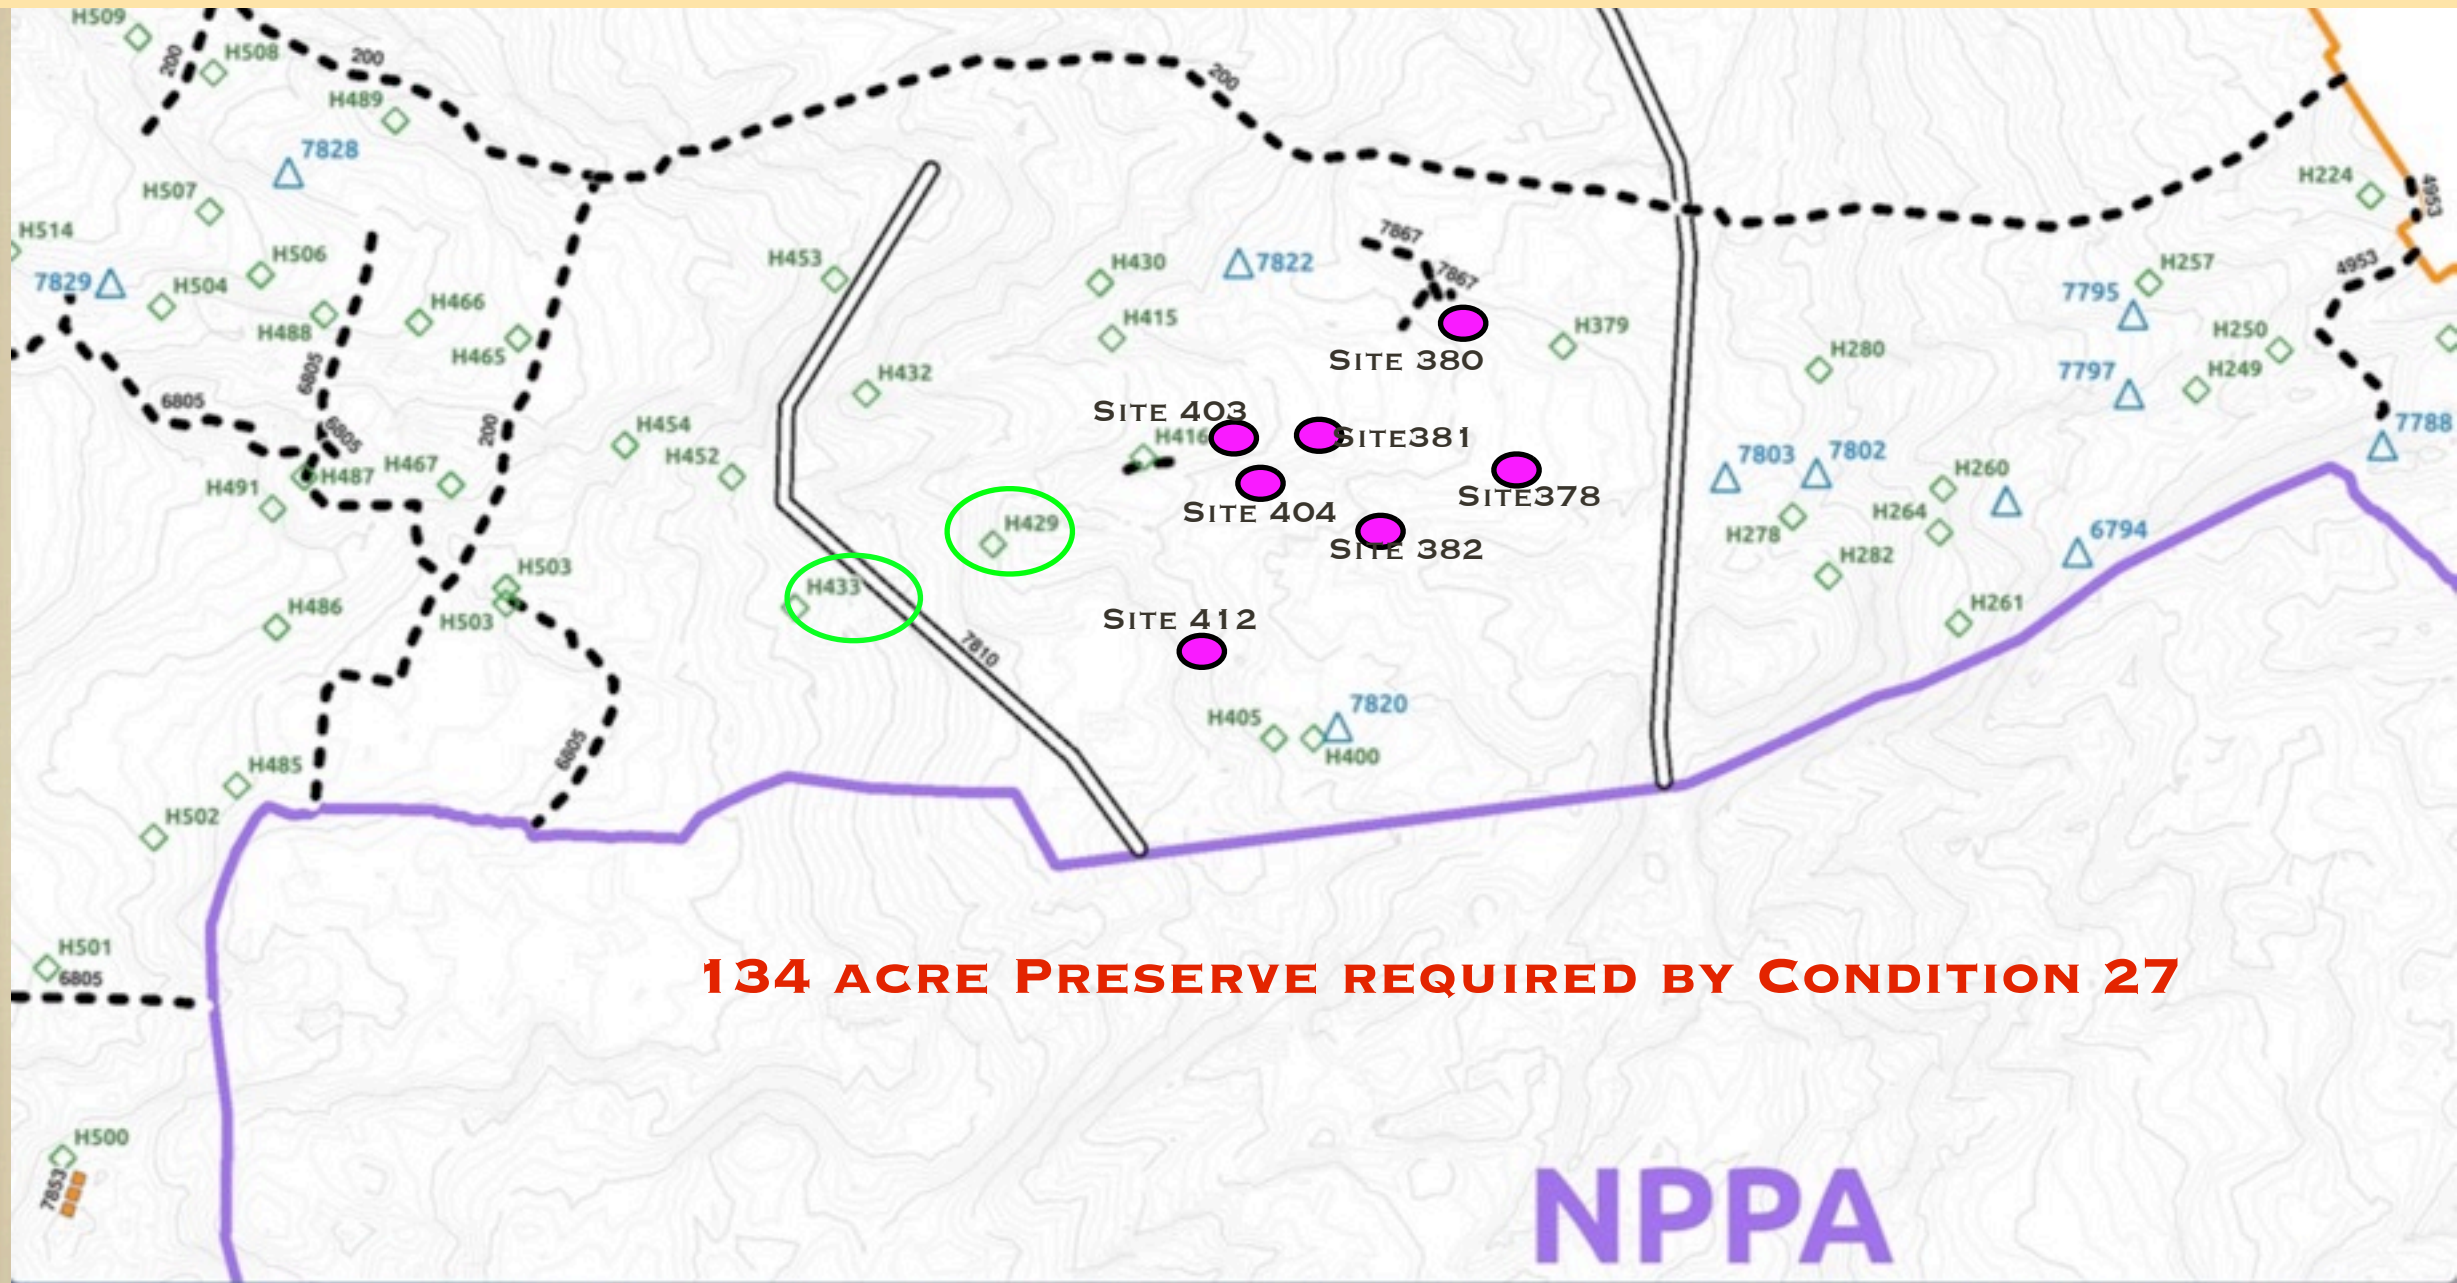 H509
H508
200
200
H489
200
7828
H507
H514
H506
7829
H504
H488
H466
H465
6805
6805
6805
200
H467
H487
H491
H454
H452
H453
H432
H430
7822
H415
7867
7867
Site 380
H379
Site 403
H416
Site381
Site 404
Site378
Site 382
H429
H433
7810
Site 412
H405
7820
H400
H503
H503
H486
6805
H485
H502
H224
4953
4953
H257
7795
H250
7797
H249
H280
7788
7803
7802
H260
H264
H278
6794
H282
H261
134 acre Preserve required by Condition 27
H501
6805
H500
7853
NPPA